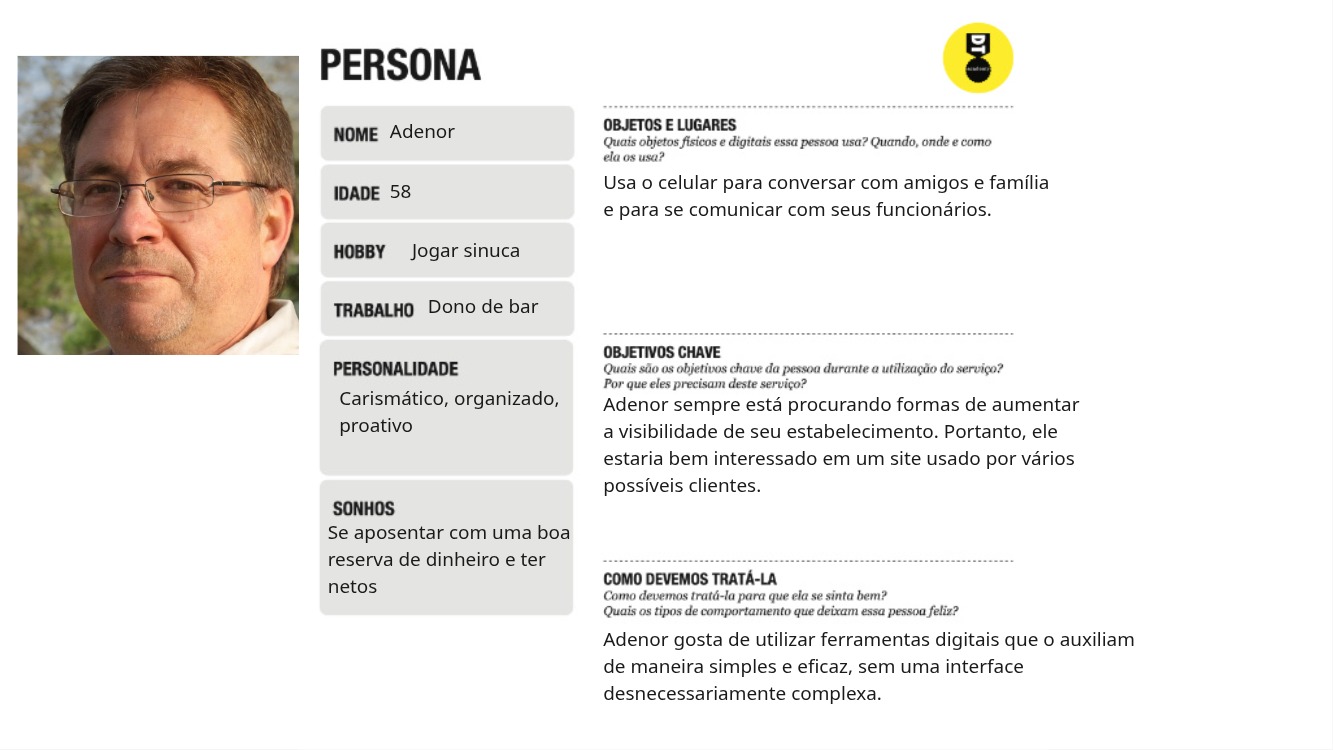 PERSONA
NOME Adenor
IDADE 58
HOBBY Jogar sinuca
TRABALHO Dono de bar
PERSONALIDADE
Carismático, organizado,
proativo
SONHOS
Se aposentar com uma boa
reserva de dinheiro e ter
netos
DT
OBJETOS E LUGARES
Quais objetos físicos e digitais essa pessoa usa? Quando, onde e como
ela os usa?
Usa o celular para conversar com amigos e família
e para se comunicar com seus funcionários.
OBJETIVOS CHAVE
Quais são os objetivos chave da pessoa durante a utilização do serviço?
Por que eles precisam deste serviço?
Adenor sempre está procurando formas de aumentar
a visibilidade de seu estabelecimento. Portanto, ele
estaria bem interessado em um site usado por vários
possíveis clientes.
COMO DEVEMOS TRATÁ-LA
Como devemos tratá-la para que ela se sinta bem?
Quais os tipos de comportamento que deixam essa pessoa feliz?
Adenor gosta de utilizar ferramentas digitais que o auxiliam
de maneira simples e eficaz, sem uma interface
desnecessariamente complexa.